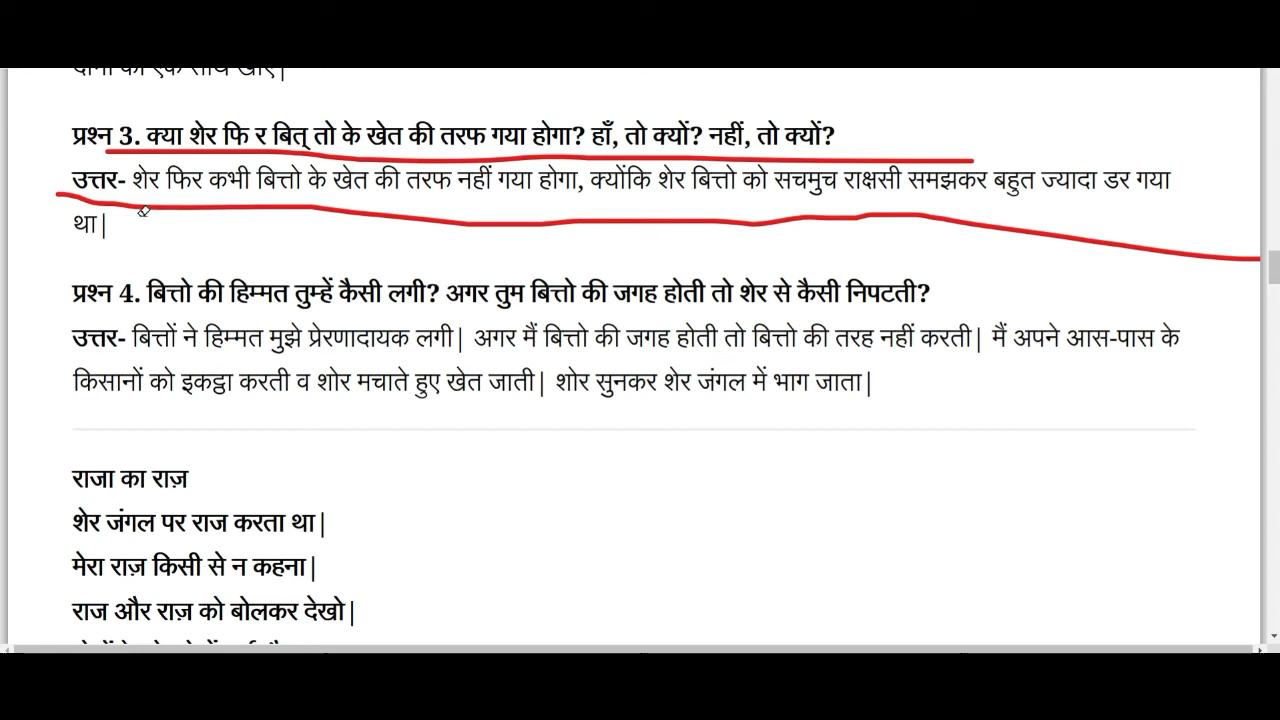 प्रश्न 3. क्या शेर फि र बित् तो के खेत की तरफ गया होगा? हाँ, तो क्यों? नहीं, तो क्यों?
उत्तर- शेर फिर कभी बित्तो के खेत की तरफ नहीं गया होगा, क्योंकि शेर बित्तो को सचमुच राक्षसी समझकर बहुत ज्यादा डर गया
था|
प्रश्न 4. बित्तो की हिम्मत तुम्हें कैसी लगी? अगर तुम बित्तो की जगह होती तो शेर से कैसी निपटती?
उत्तर- बित्तों ने हिम्मत मुझे प्रेरणादायक लगी| अगर मैं बित्तो की जगह होती तो बित्तो की तरह नहीं करती| मैं अपने आस-पास के
किसानों को इकट्ठा करती व शोर मचाते हुए खेत जाती| शोर सुनकर शेर जंगल में भाग जाता|
राजा का राज़
शेर जंगल पर राज करता था|
मेरा राज़ किसी से न कहना|
राज और राज़ को बोलकर देखो|